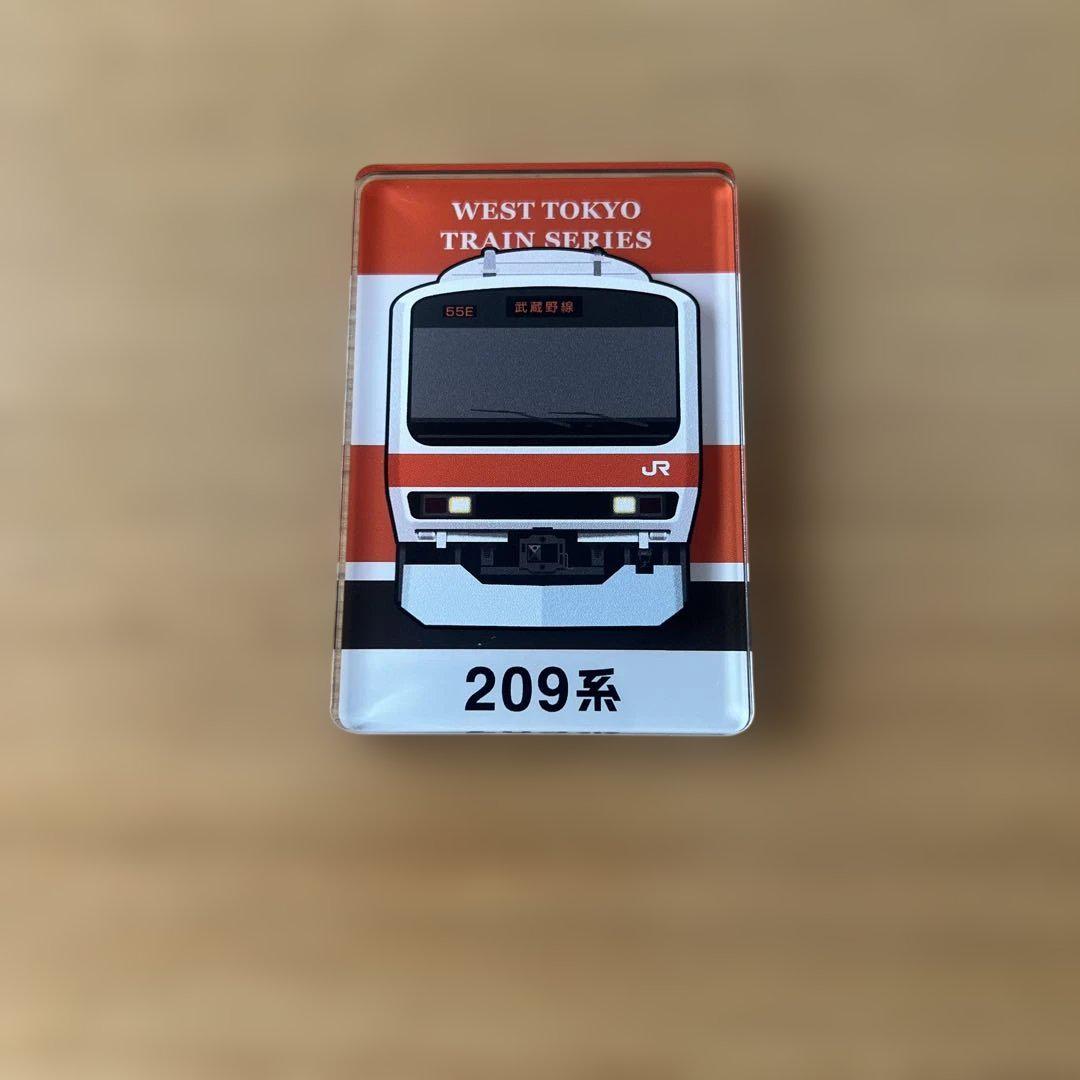 WEST TOKYO
TRAIN SERIES
55E 武蔵野線
JR
209系